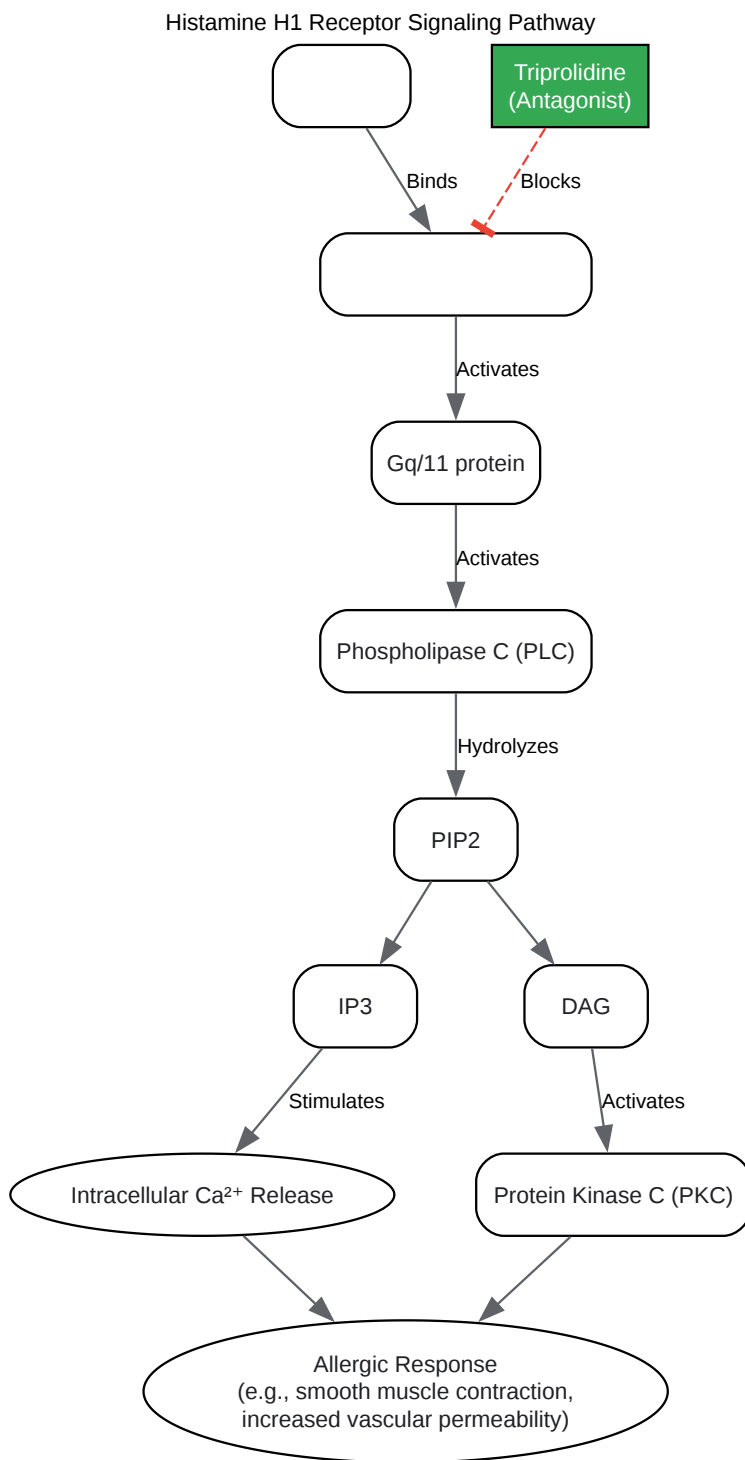 Histamine H1 Receptor Signaling Pathway
Triprolidine
(Antagonist)
Binds
Blocks
Activates
Gq/11 protein
Activates
Phospholipase C (PLC)
Hydrolyzes
PIP2
IP3
DAG
Stimulates
Activates
Intracellular Ca²⁺ Release
Protein Kinase C (PKC)
Allergic Response
(e.g., smooth muscle contraction,
increased vascular permeability)